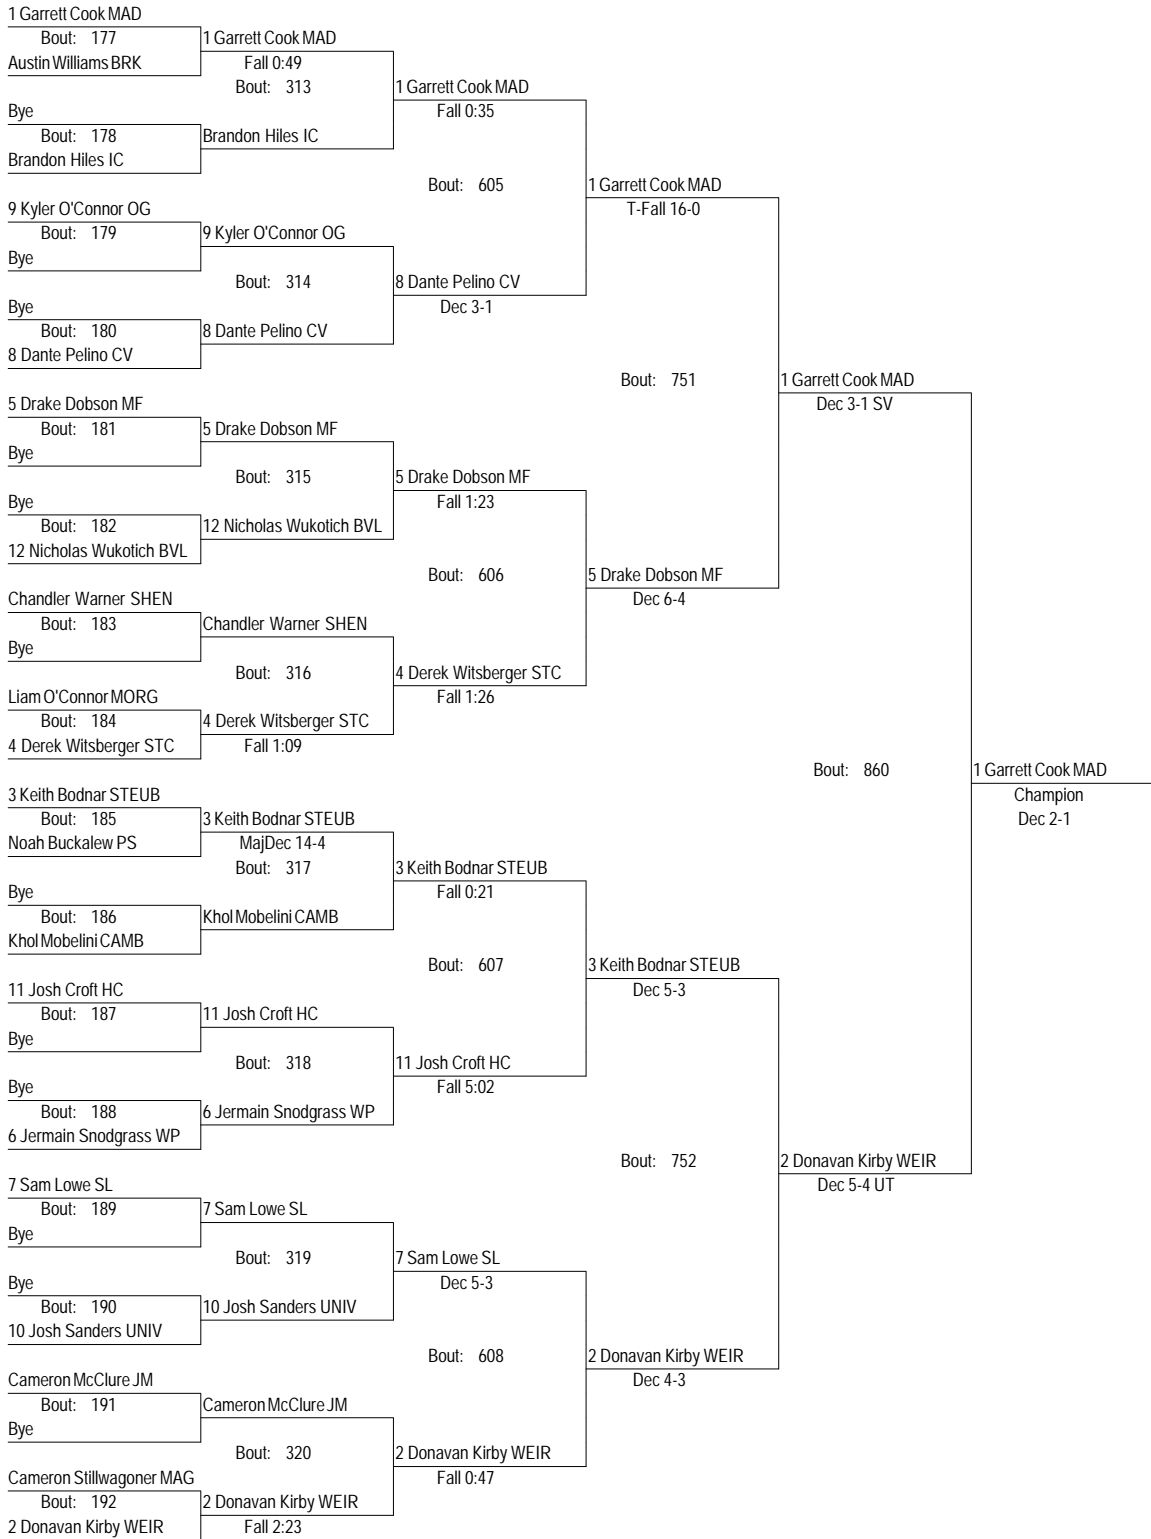 1 Garrett Cook MAD
Bout: 177
Austin Williams BRK
Bye
Bout: 178
Brandon Hiles IC
9 Kyler O'Connor OG
Bout: 179
Bye
Bye
Bout: 180
8 Dante Pelino CV
5 Drake Dobson MF
Bout: 181
Bye
Bye
Bout: 182
12 Nicholas Wukotich BVL
Chandler Warner SHEN
Bout: 183
Bye
Liam O'Connor MORG
Bout: 184
4 Derek Witsberger STC
3 Keith Bodnar STEUB
Bout: 185
Noah Buckalew PS
Bye
Bout: 186
Khol Mobelini CAMB
11 Josh Croft HC
Bout: 187
Bye
Bye
Bout: 188
6 Jermain Snodgrass WP
7 Sam Lowe SL
Bout: 189
Bye
Bye
Bout: 190
10 Josh Sanders UNIV
Cameron McClure JM
Bout: 191
Bye
Cameron Stillwagoner MAG
Bout: 192
2 Donavan Kirby WEIR
1 Garrett Cook MAD
Fall 0:49
Bout: 313
Brandon Hiles IC
9 Kyler O'Connor OG
Bout: 314
8 Dante Pelino CV
5 Drake Dobson MF
Bout: 315
12 Nicholas Wukotich BVL
Chandler Warner SHEN
Bout: 316
4 Derek Witsberger STC
Fall 1:09
3 Keith Bodnar STEUB
MajDec 14-4
Bout: 317
Khol Mobelini CAMB
11 Josh Croft HC
Bout: 318
6 Jermain Snodgrass WP
7 Sam Lowe SL
Bout: 319
10 Josh Sanders UNIV
Cameron McClure JM
Bout: 320
2 Donavan Kirby WEIR
Fall 2:23
1 Garrett Cook MAD
Fall 0:35
Bout: 605
8 Dante Pelino CV
Dec 3-1
5 Drake Dobson MF
Fall 1:23
Bout: 606
4 Derek Witsberger STC
Fall 1:26
3 Keith Bodnar STEUB
Fall 0:21
Bout: 607
11 Josh Croft HC
Fall 5:02
7 Sam Lowe SL
Dec 5-3
Bout: 608
2 Donavan Kirby WEIR
Fall 0:47
1 Garrett Cook MAD
T-Fall 16-0
Bout: 751
5 Drake Dobson MF
Dec 6-4
3 Keith Bodnar STEUB
Dec 5-3
Bout: 752
2 Donavan Kirby WEIR
Dec 4-3
1 Garrett Cook MAD
Dec 3-1 SV
Bout: 860
2 Donavan Kirby WEIR
Dec 5-4 UT
1 Garrett Cook MAD
Champion
Dec 2-1